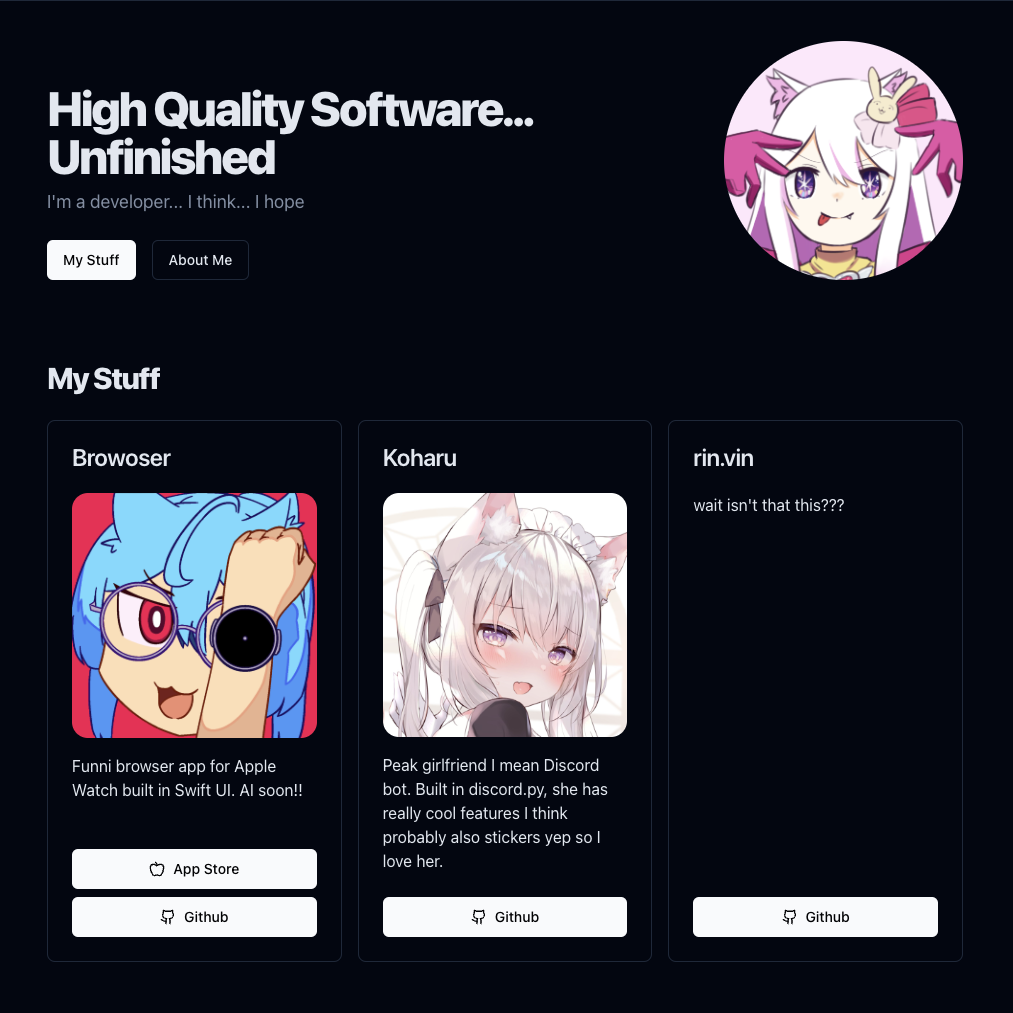 High Quality Software...
Unfinished
I'm a developer... I think... I hope
My Stuff
About Me
My Stuff
Browoser
Funni browser app for Apple
Watch built in Swift UI. AI soon!!
App Store
Github
Koharu
Peak girlfriend I mean Discord
bot. Built in discord.py, she has
really cool features I think
probably also stickers yep so I
love her.
Github
rin.vin
wait isn't that this???
Github